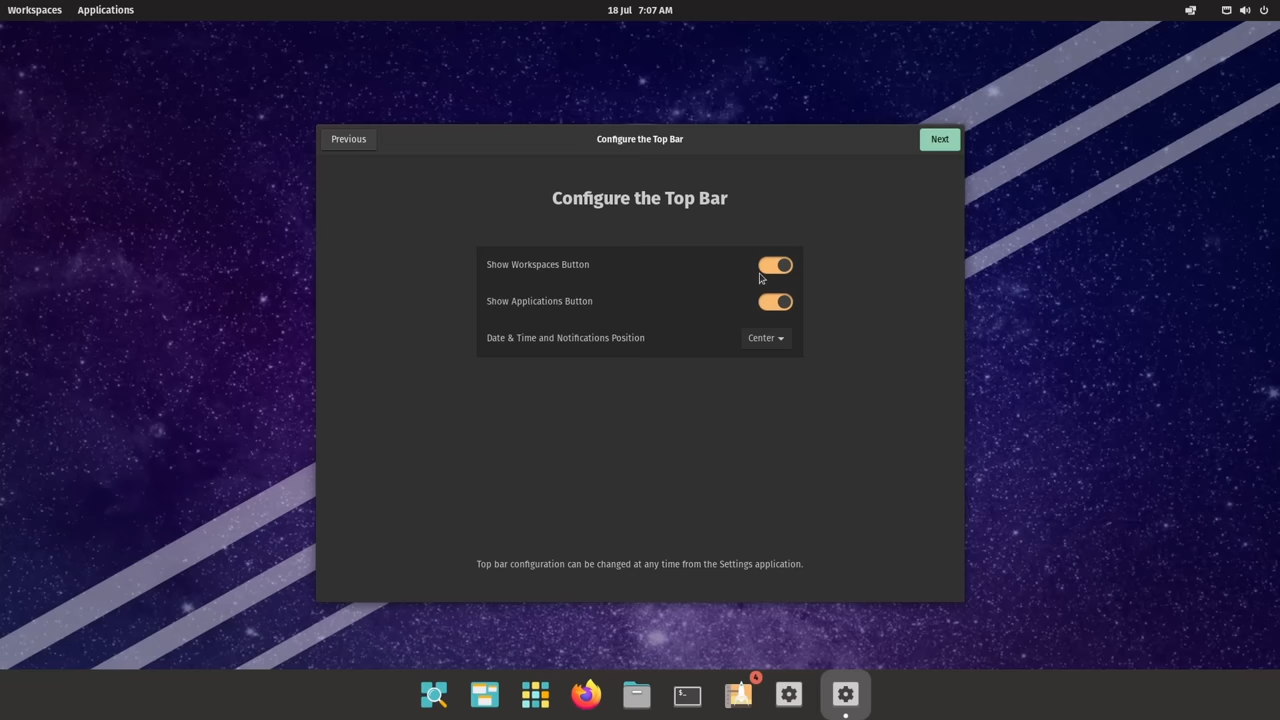 Workspaces Applications 18 Jul 7:07 AM
Previous Configure the Top Bar Next
Configure the Top Bar
Show Workspaces Button
Show Applications Button
Date & Time and Notifications Position Center
Top bar configuration can be changed at any time from the Settings application.
4
$_